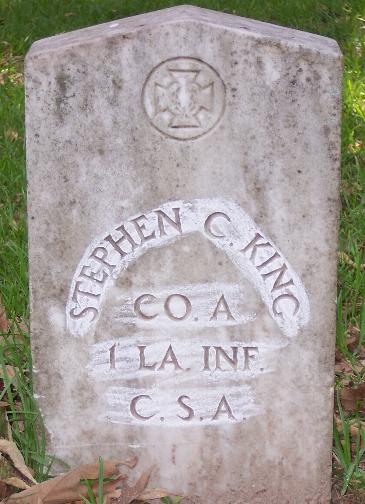 STEPHEN C. KING
CO. A
1 LA. INF.
C. S. A.